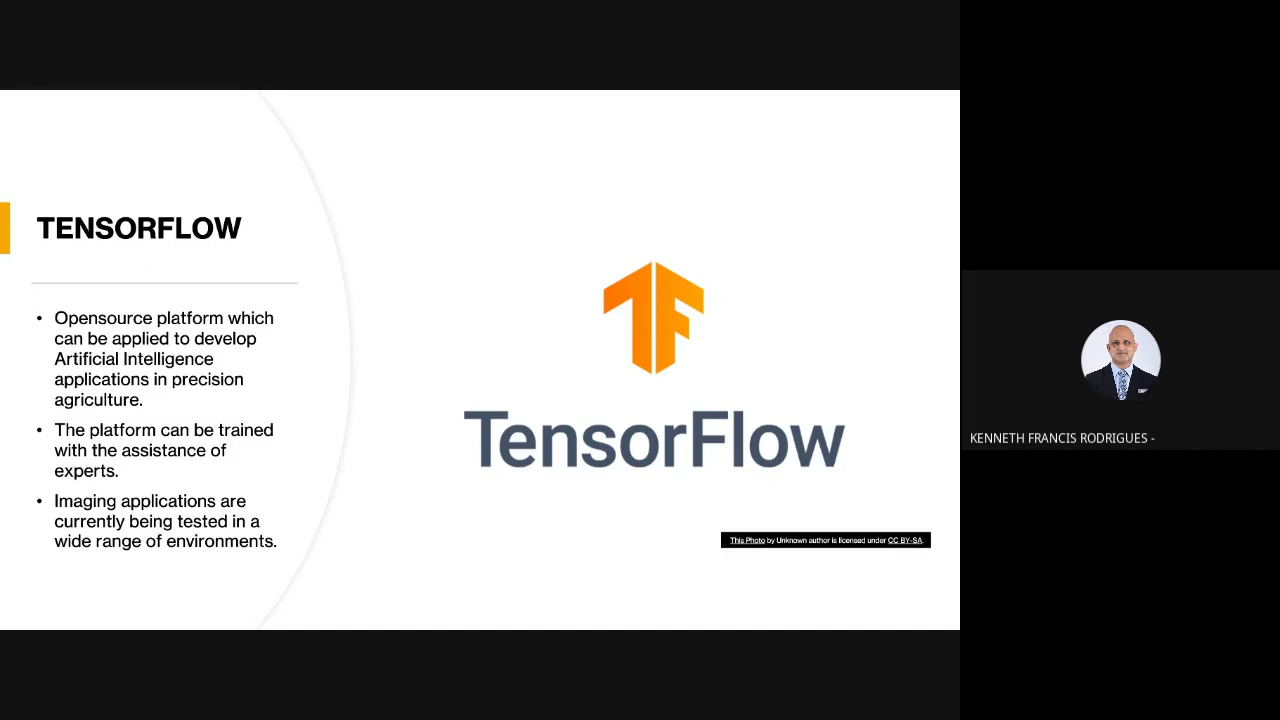 TENSORFLOW
• Opensource platform which
can be applied to develop
Artificial Intelligence
applications in precision
agriculture.
• The platform can be trained
with the assistance of
experts.
• Imaging applications are
currently being tested in a
wide range of environments.
TensorFlow
This Photo by Unknown author is licensed under CC BY-SA.
KENNETH FRANCIS RODRIGUES -